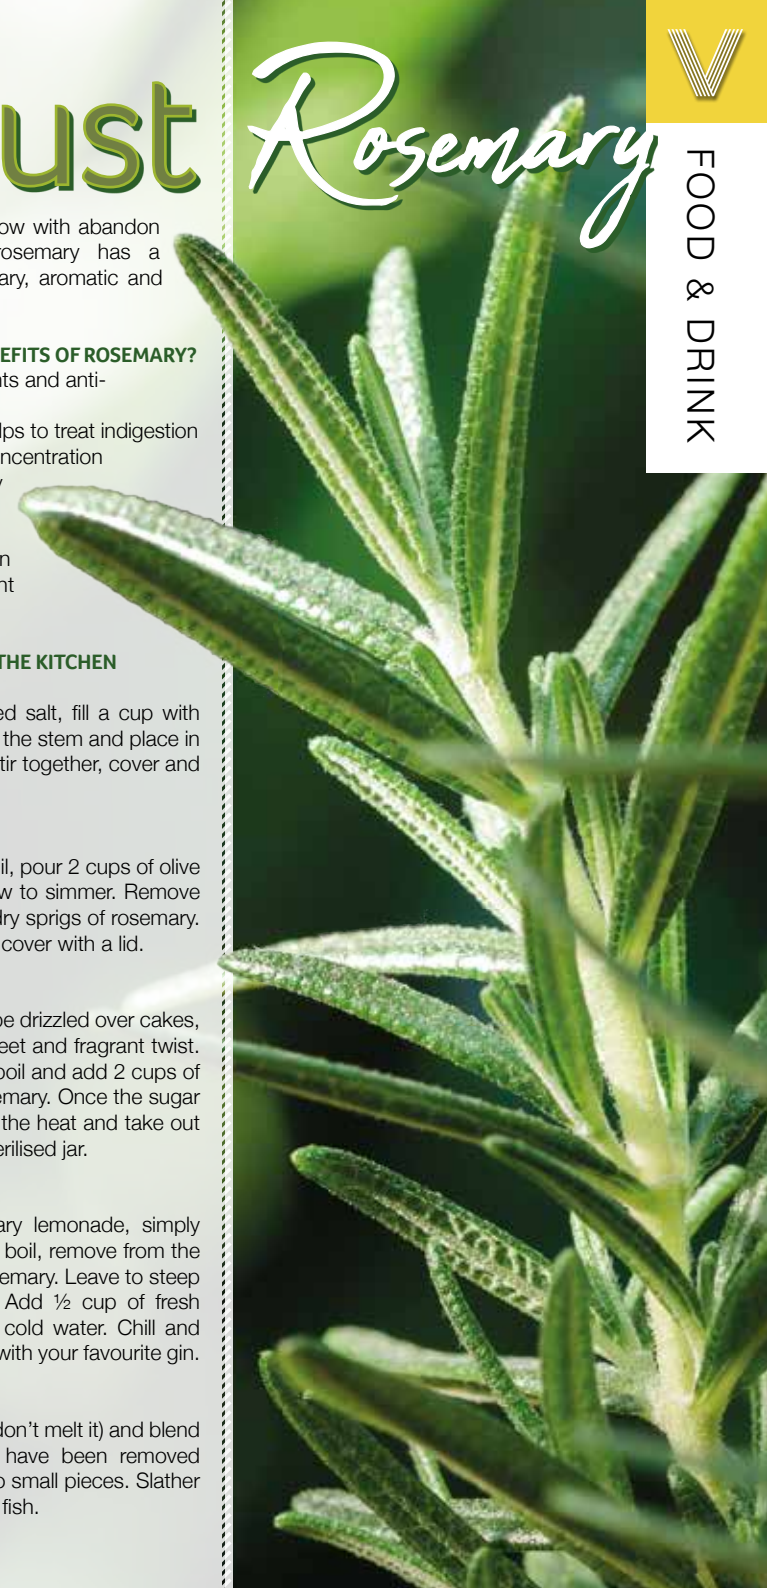 ust Rosemary
V
FOOD & DRINK
ow with abandon
rosemary has a
ary, aromatic and
EFITS OF ROSEMARY?
nts and anti-
lps to treat indigestion
ncentration
y
n
nt
THE KITCHEN
ed salt, fill a cup with
the stem and place in
tir together, cover and
il, pour 2 cups of olive
w to simmer. Remove
dry sprigs of rosemary.
cover with a lid.
be drizzled over cakes,
eet and fragrant twist.
boil and add 2 cups of
emary. Once the sugar
the heat and take out
erilised jar.
ary lemonade, simply
boil, remove from the
semary. Leave to steep
Add ½ cup of fresh
cold water. Chill and
with your favourite gin.
don't melt it) and blend
have been removed
o small pieces. Slather
fish.